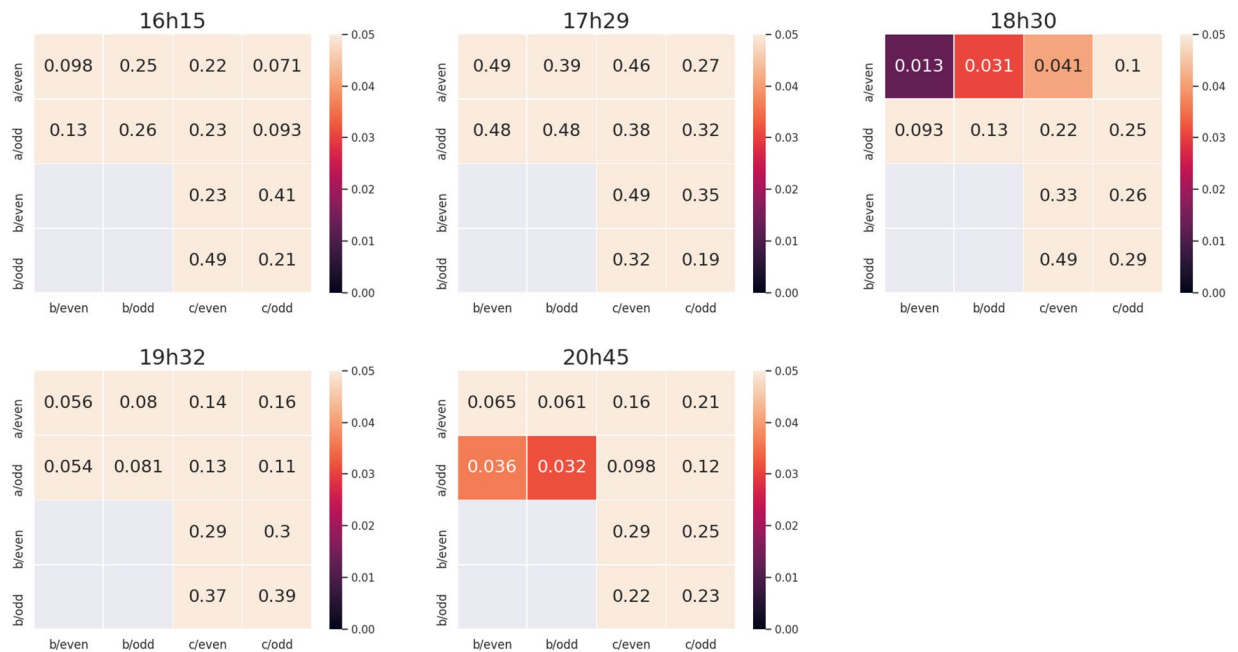 16h15
a/even 0.098 0.25 0.22 0.071
a/odd 0.13 0.26 0.23 0.093
b/even 0.23 0.41
b/odd 0.49 0.21
b/even b/odd c/even c/odd
0.05
0.04
0.03
0.02
0.01
0.00
17h29
a/even 0.49 0.39 0.46 0.27
a/odd 0.48 0.48 0.38 0.32
b/even 0.49 0.35
b/odd 0.32 0.19
b/even b/odd c/even c/odd
0.05
0.04
0.03
0.02
0.01
0.00
18h30
a/even 0.013 0.031 0.041 0.1
a/odd 0.093 0.13 0.22 0.25
b/even 0.33 0.26
b/odd 0.49 0.29
b/even b/odd c/even c/odd
0.05
0.04
0.03
0.02
0.01
0.00
19h32
a/even 0.056 0.08 0.14 0.16
a/odd 0.054 0.081 0.13 0.11
b/even 0.29 0.3
b/odd 0.37 0.39
b/even b/odd c/even c/odd
0.05
0.04
0.03
0.02
0.01
0.00
20h45
a/even 0.065 0.061 0.16 0.21
a/odd 0.036 0.032 0.098 0.12
b/even 0.29 0.25
b/odd 0.22 0.23
b/even b/odd c/even c/odd
0.05
0.04
0.03
0.02
0.01
0.00